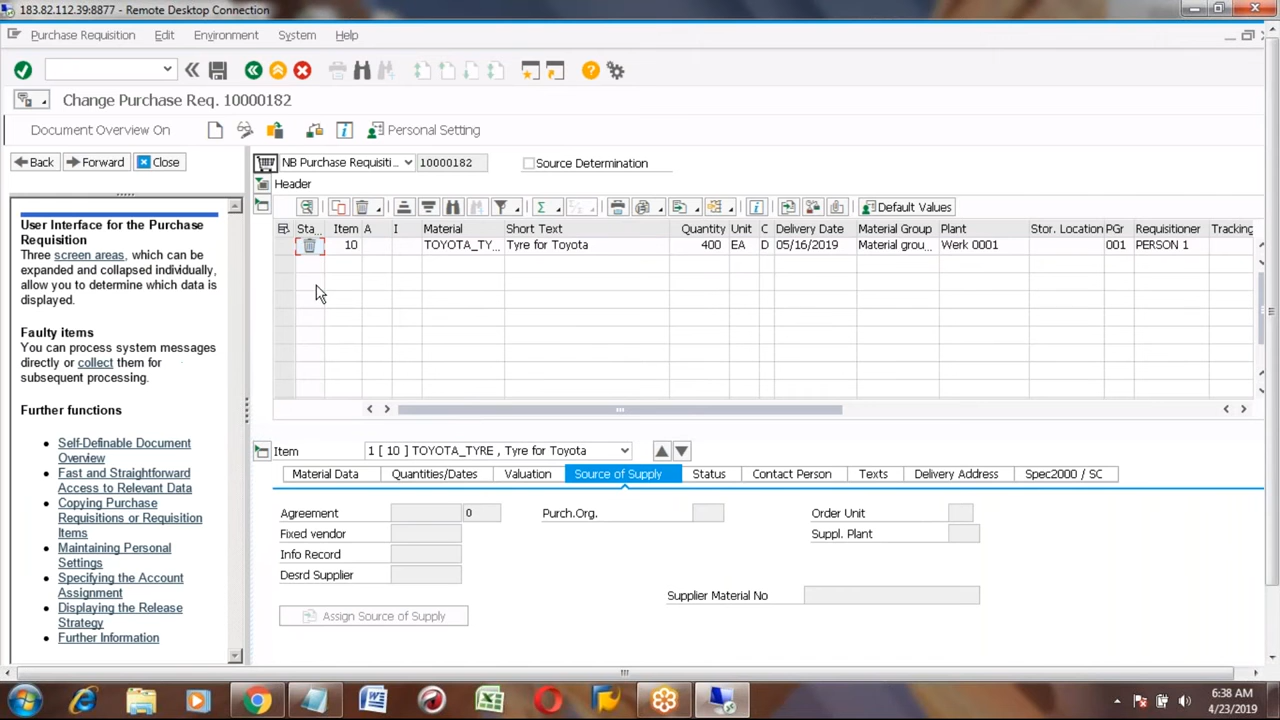 183.82.112.39:8877 - Remote Desktop Connection
Purchase Requisition Edit Environment System Help
Change Purchase Req. 10000182
Document Overview On Personal Setting
Back Forward Close
NB Purchase Requisiti... 10000182 Source Determination
Header
Default Values
Sta... Item A I Material Short Text Quantity Unit C Delivery Date Material Group Plant Stor. Location PGr Requisitioner Tracking
10 TOYOTA_TY... Tyre for Toyota 400 EA D 05/16/2019 Material grou... Werk 0001 001 PERSON 1
User Interface for the Purchase
Requisition
Three screen areas, which can be
expanded and collapsed individually,
allow you to determine which data is
displayed.
Faulty items
You can process system messages
directly or collect them for
subsequent processing.
Further functions
Self-Definable Document
Overview
Fast and Straightforward
Access to Relevant Data
Copying Purchase
Requisitions or Requisition
Items
Maintaining Personal
Settings
Specifying the Account
Assignment
Displaying the Release
Strategy
Further Information
Item 1 [ 10 ] TOYOTA_TYRE , Tyre for Toyota
Material Data Quantities/Dates Valuation Source of Supply Status Contact Person Texts Delivery Address Spec2000 / SC
Agreement 0 Purch.Org. Order Unit
Fixed vendor Suppl. Plant
Info Record
Desrd Supplier
Supplier Material No
Assign Source of Supply
6:38 AM
4/23/2019